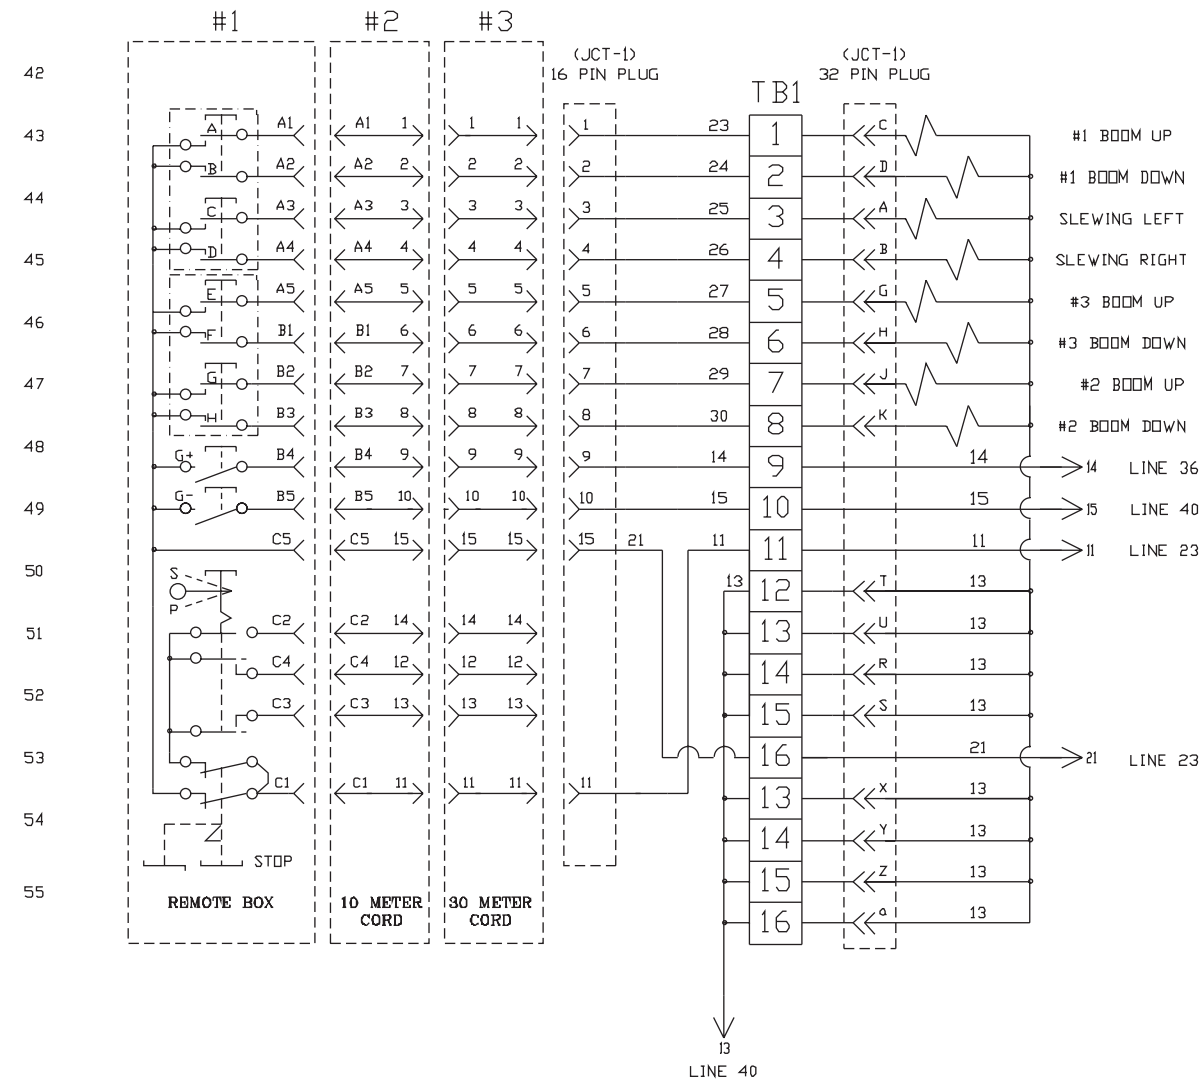 #1 #2 #3
(JCT-1) (JCT-1)
42 16 PIN PLUG 32 PIN PLUG
TB1
43 A A1 A1 1 1 1 1 23 1 C #1 BOOM UP
B A2 A2 2 2 2 2 24 2 D #1 BOOM DOWN
44
C A3 A3 3 3 3 3 25 3 A SLEWING LEFT
45 D A4 A4 4 4 4 4 26 4 B SLEWING RIGHT
E A5 A5 5 5 5 5 27 5 G #3 BOOM UP
46
F B1 B1 6 6 6 6 28 6 H #3 BOOM DOWN
47 G B2 B2 7 7 7 7 29 7 J #2 BOOM UP
H B3 B3 8 8 8 8 30 8 K #2 BOOM DOWN
48
G+ B4 B4 9 9 9 9 14 9 14 14 LINE 36
49 G- B5 B5 10 10 10 10 15 10 15 15 LINE 40
C5 C5 15 15 15 15 21 11 11 11 11 LINE 23
50
S
P
13 12 T 13
51 C2 C2 14 14 14 13 U 13
C4 C4 12 12 12 14 R 13
52
C3 C3 13 13 13 15 S 13
53 16 21 21 LINE 23
C1 C1 11 11 11 11 13 X 13
54
14 Y 13
STOP
15 Z 13
55
REMOTE BOX 10 METER CORD 30 METER CORD
16 a 13
13
LINE 40